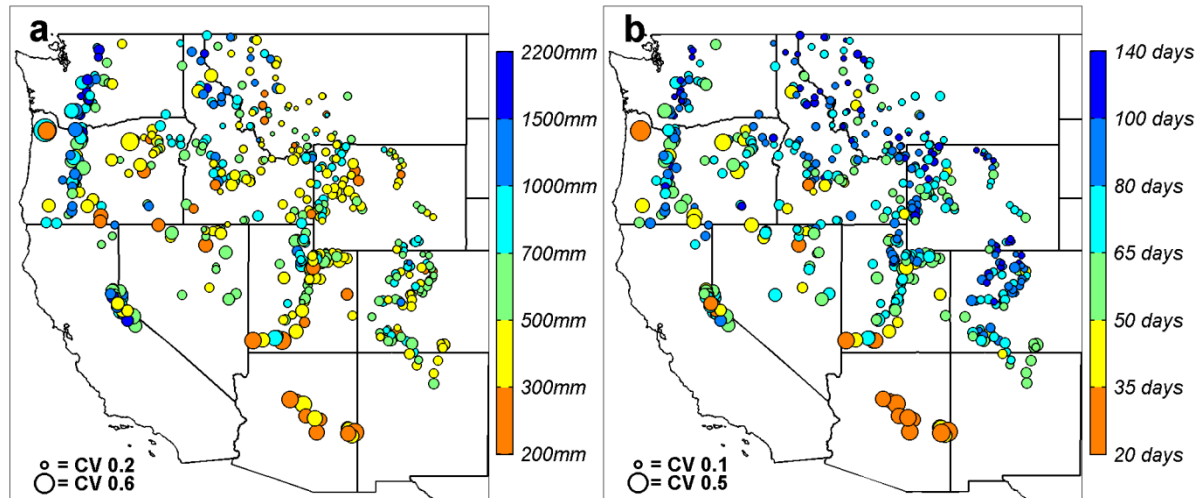 a
2200mm
1500mm
1000mm
700mm
500mm
300mm
200mm
= CV 0.2
= CV 0.6
b
140 days
100 days
80 days
65 days
50 days
35 days
20 days
= CV 0.1
= CV 0.5